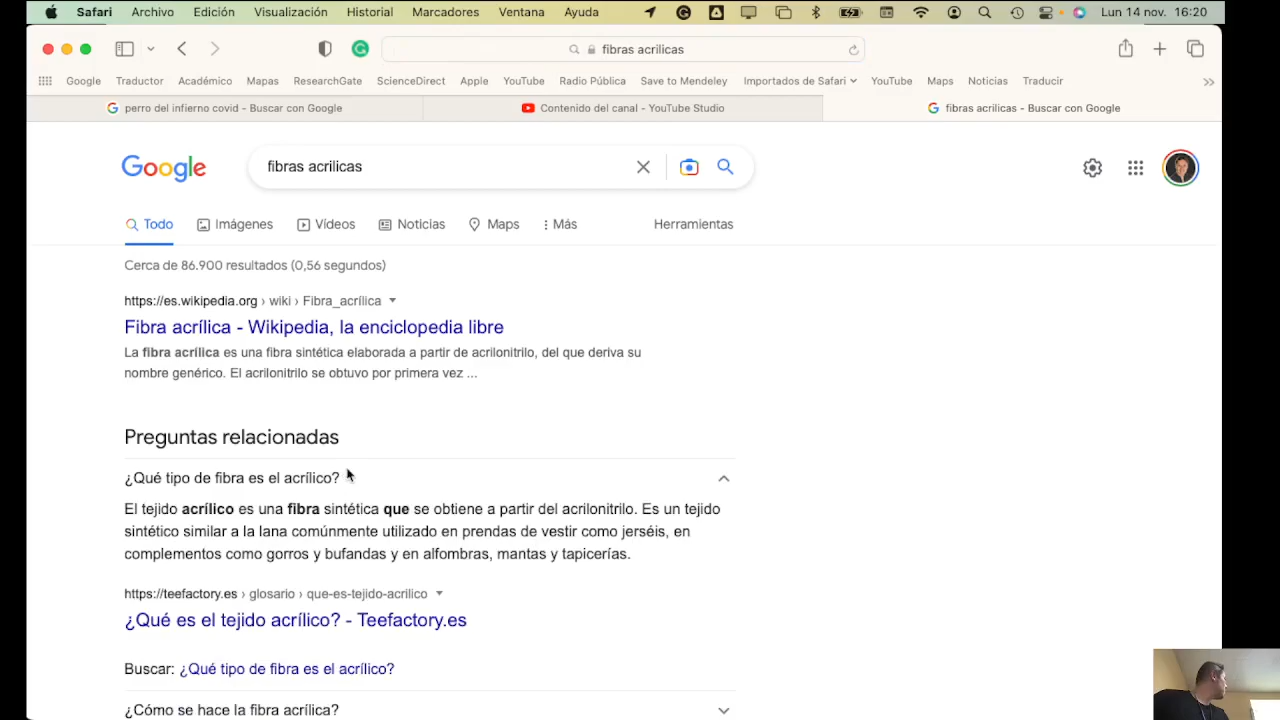 Safari Archivo Edición Visualización Historial Marcadores Ventana Ayuda Lun 14 nov. 16:20
fibras acrilicas
Google Traductor Académico Mapas ResearchGate ScienceDirect Apple YouTube Radio Pública Save to Mendeley Importados de Safari YouTube Maps Noticias Traducir
perro del infierno covid - Buscar con Google Contenido del canal - YouTube Studio fibras acrilicas - Buscar con Google
Google fibras acrilicas
Todo Imágenes Vídeos Noticias Maps Más Herramientas
Cerca de 86.900 resultados (0,56 segundos)
https://es.wikipedia.org › wiki › Fibra_acrílica
Fibra acrílica - Wikipedia, la enciclopedia libre
La fibra acrílica es una fibra sintética elaborada a partir de acrilonitrilo, del que deriva su
nombre genérico. El acrilonitrilo se obtuvo por primera vez ...
Preguntas relacionadas
¿Qué tipo de fibra es el acrílico?
El tejido acrílico es una fibra sintética que se obtiene a partir del acrilonitrilo. Es un tejido
sintético similar a la lana comúnmente utilizado en prendas de vestir como jerséis, en
complementos como gorros y bufandas y en alfombras, mantas y tapicerías.
https://teefactory.es › glosario › que-es-tejido-acrilico
¿Qué es el tejido acrílico? - Teefactory.es
Buscar: ¿Qué tipo de fibra es el acrílico?
¿Cómo se hace la fibra acrílica?